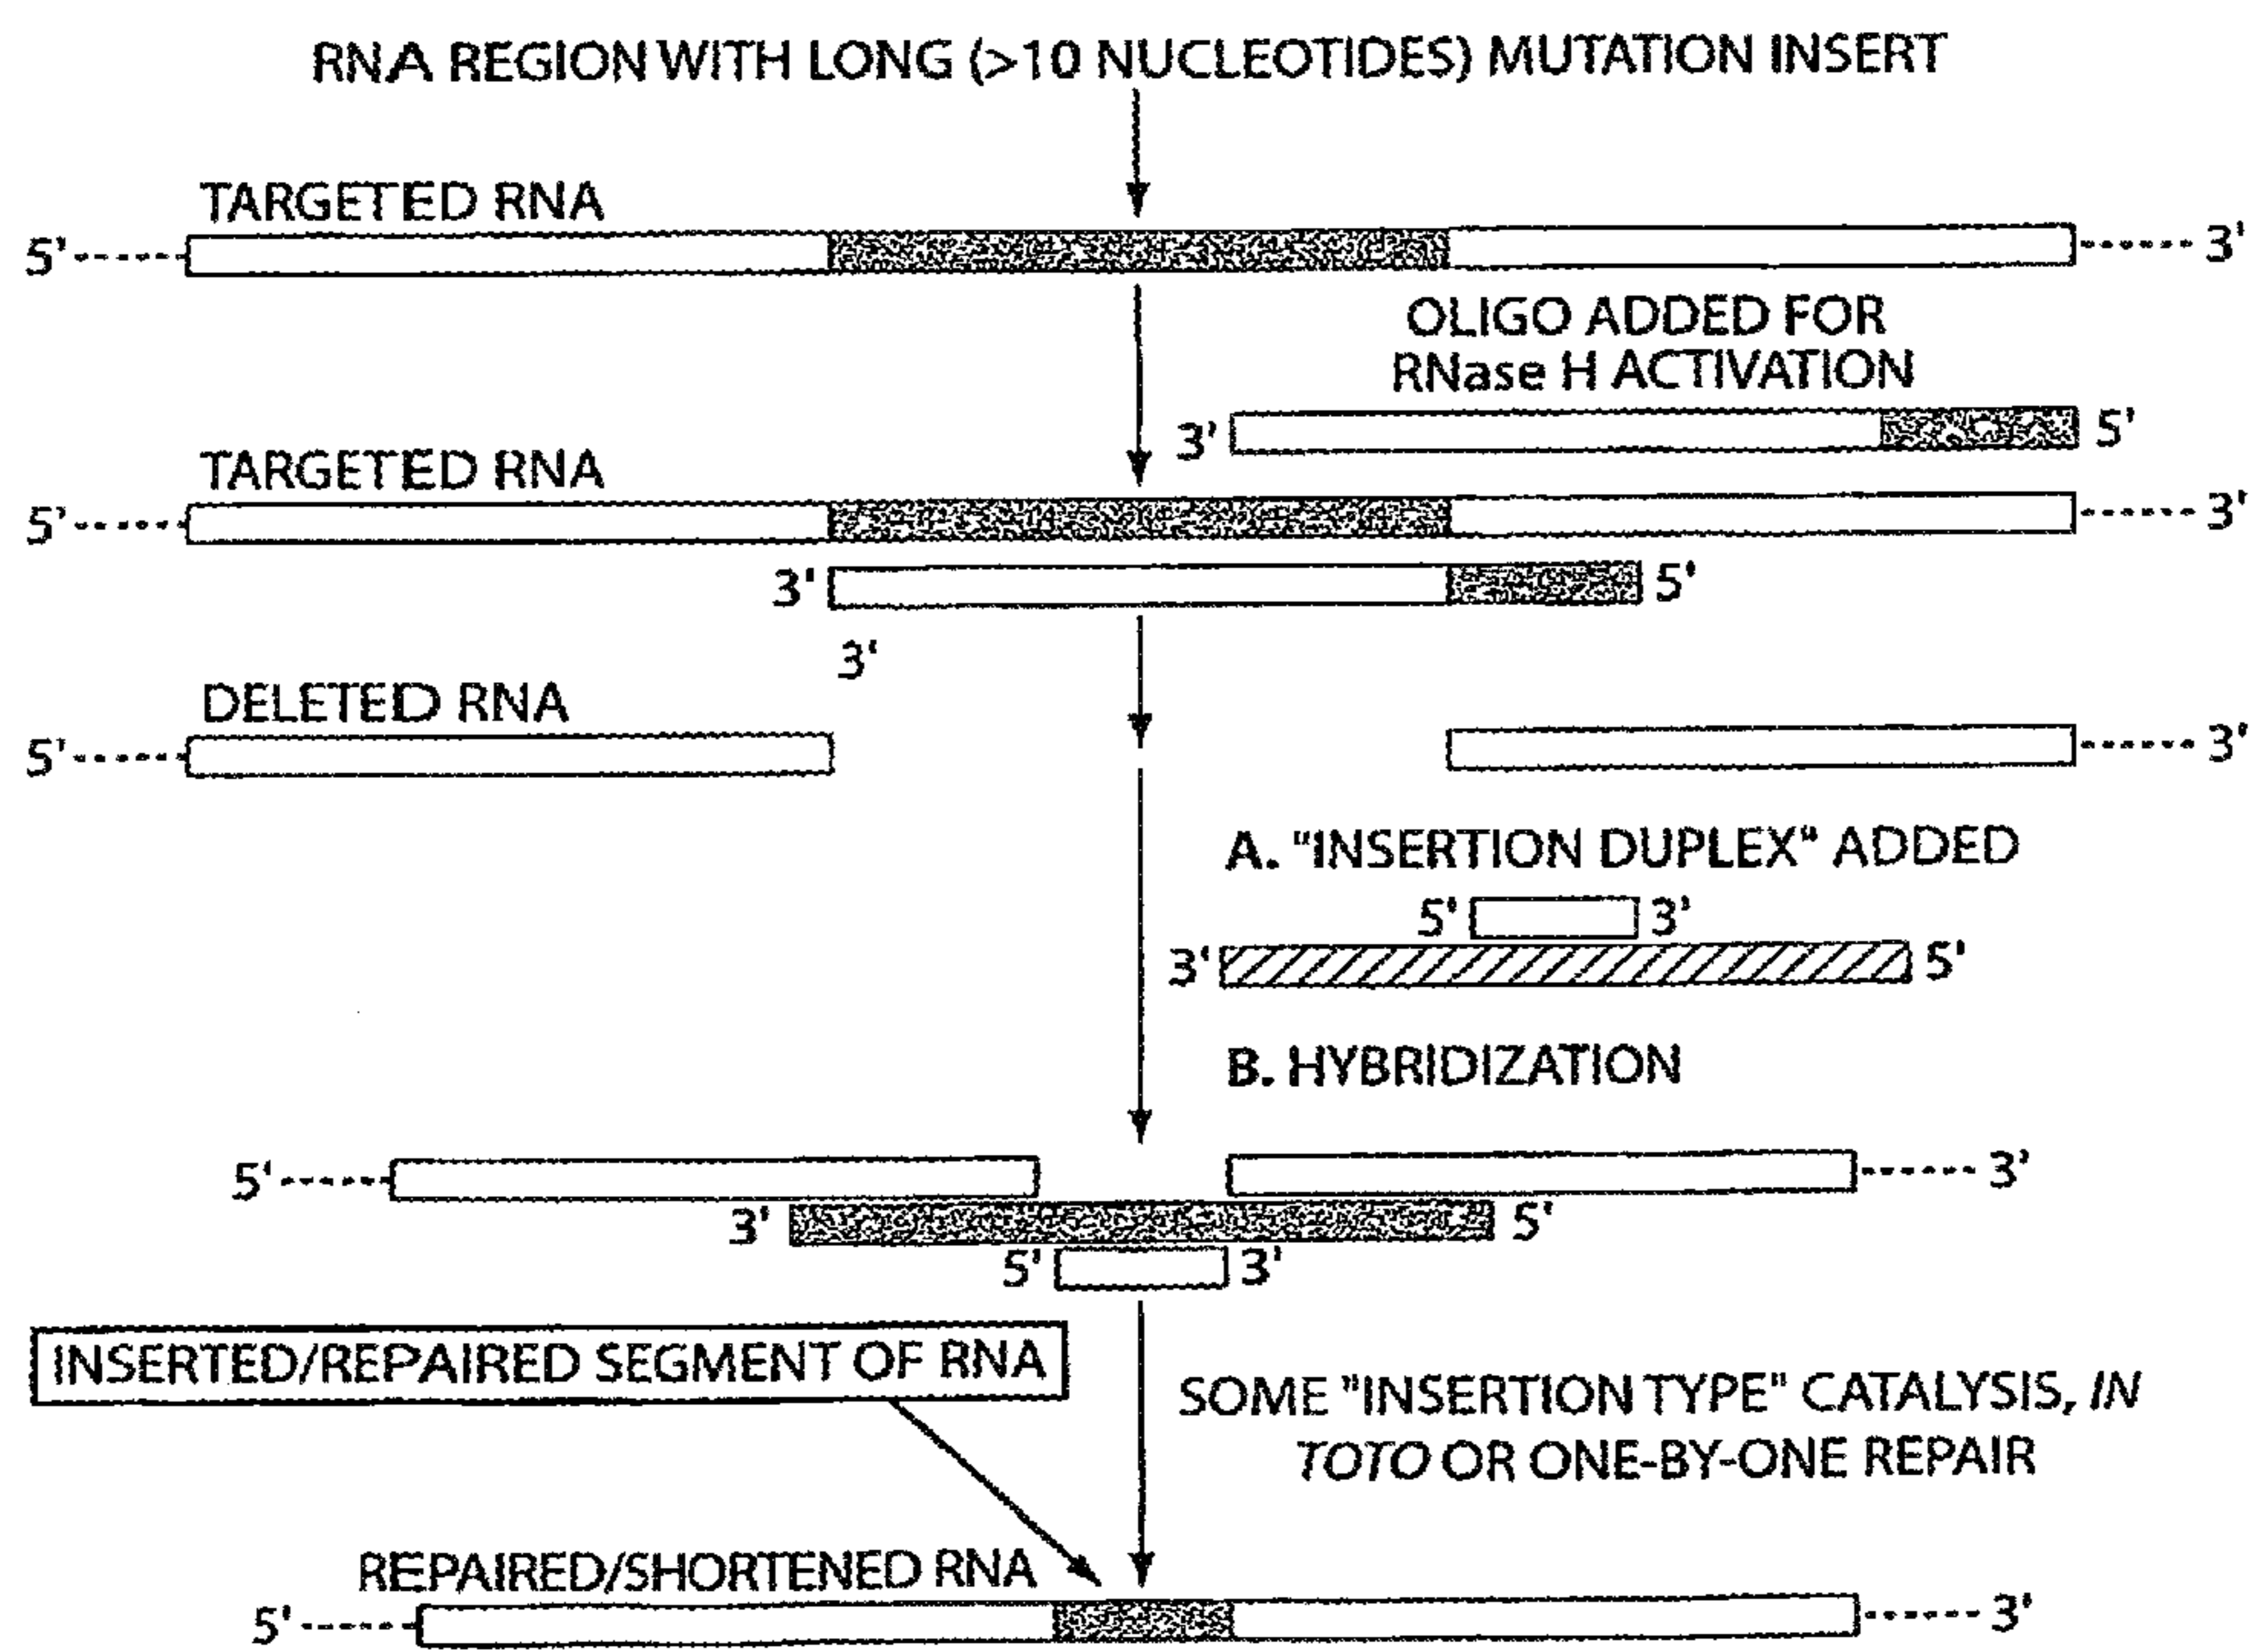 RNA REGION WITH LONG (>10 NUCLEOTIDES) MUTATION INSERT
TARGETED RNA
5' 3'
OLIGO ADDED FOR
RNase H ACTIVATION
3' 5'
TARGETED RNA
5' 3'
3' 5'
3'
DELETED RNA
5' 3'
A. "INSERTION DUPLEX" ADDED
5' 3'
3' 5'
B. HYBRIDIZATION
5' 3'
3' 5'
5' 3'
INSERTED/REPAIRED SEGMENT OF RNA
SOME "INSERTION TYPE" CATALYSIS, IN
TOTO OR ONE-BY-ONE REPAIR
REPAIRED/SHORTENED RNA
5' 3'